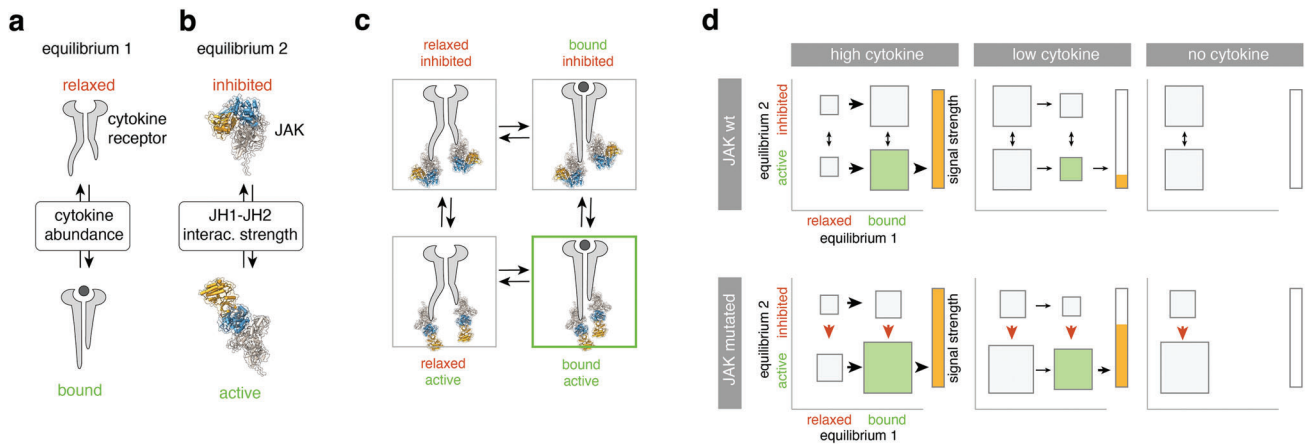 a
equilibrium 1
relaxed
cytokine
receptor
cytokine
abundance
bound
b
equilibrium 2
inhibited
JAK
JH1-JH2
interac. strength
active
c
relaxed
inhibited
bound
inhibited
relaxed
active
bound
active
d
high cytokine
low cytokine
no cytokine
JAK wt
equilibrium 2
inhibited
active
signal strength
relaxed
bound
equilibrium 1
JAK mutated
equilibrium 2
inhibited
active
signal strength
relaxed
bound
equilibrium 1